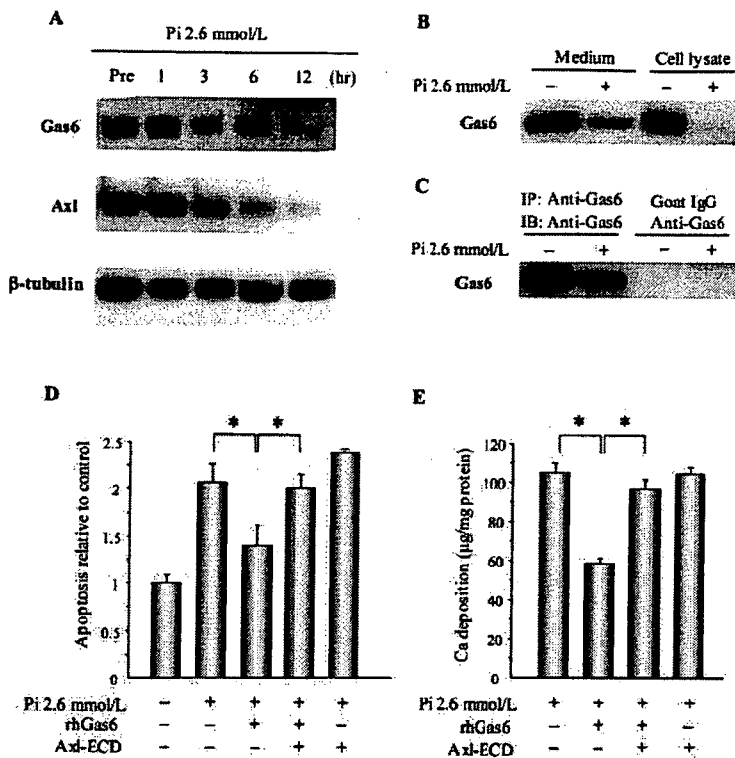 A
Pi 2.6 mmol/L
Pre 1 3 6 12 (hr)
Gas6
Axl
β-tubulin
B
Medium Cell lysate
Pi 2.6 mmol/L − + − +
Gas6
C
IP: Anti-Gas6 Goat IgG
IB: Anti-Gas6 Anti-Gas6
Pi 2.6 mmol/L − + − +
Gas6
D
Apoptosis relative to control
2.5
2
1.5
1
0.5
0
* *
Pi 2.6 mmol/L − + + + +
rhGas6 − − + + −
Axl-ECD − − − + +
E
Ca deposition (µg/mg protein)
120
100
80
60
40
20
0
* *
Pi 2.6 mmol/L + + + +
rhGas6 − + + −
Axl-ECD − − + +